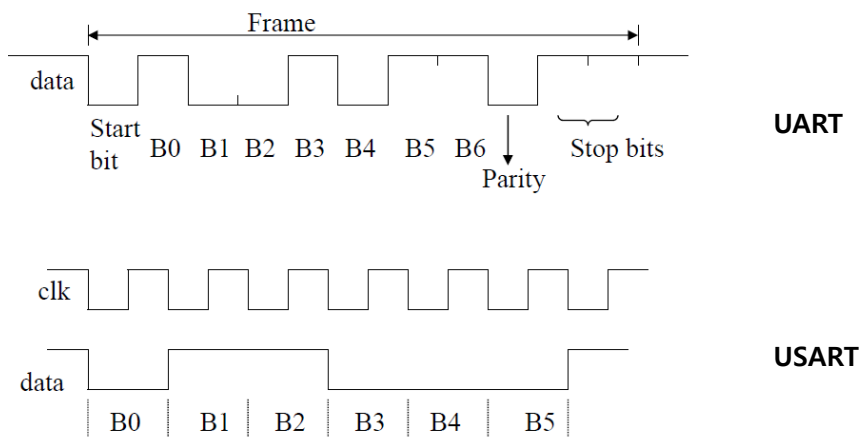 Frame
data
Start
bit
B0 B1 B2 B3 B4 B5 B6 Stop bits
Parity
UART
clk
data
B0 B1 B2 B3 B4 B5
USART